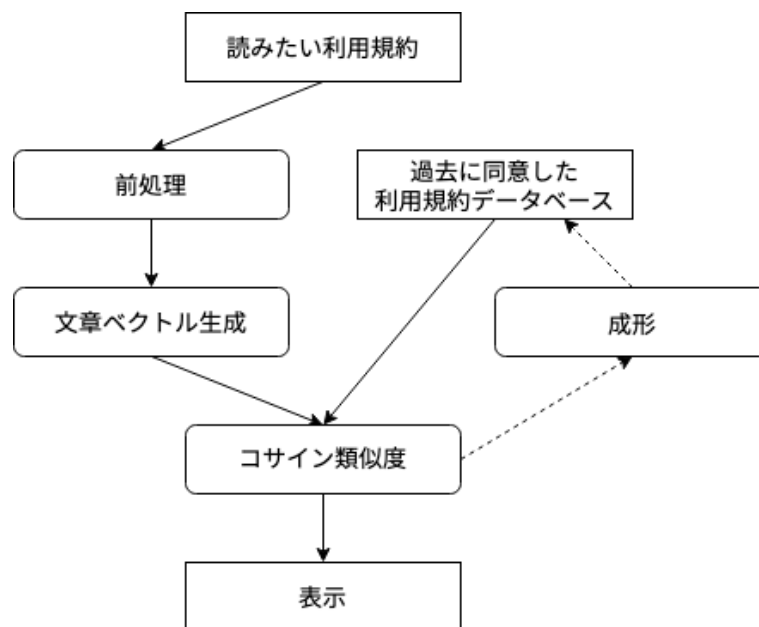 読みたい利用規約
前処理
過去に同意した
利用規約データベース
文章ベクトル生成
成形
コサイン類似度
表示